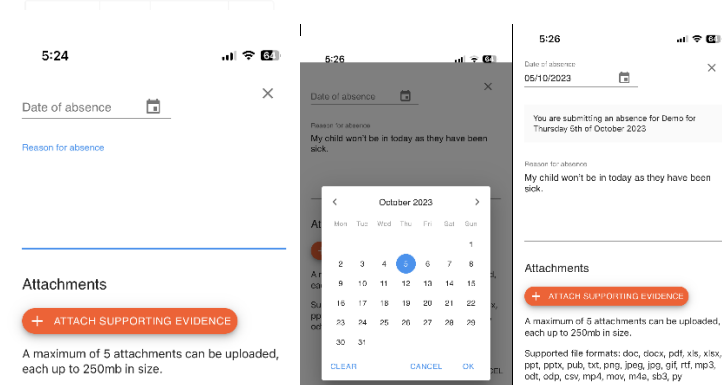 5:24
64
Date of absence
Reason for absence
Attachments
+ ATTACH SUPPORTING EVIDENCE
A maximum of 5 attachments can be uploaded,
each up to 250mb in size.
5:26
64
Date of absence
Reason for absence
My child won't be in today as they have been
sick.
October 2023
Mon Tue Wed Thu Fri Sat Sun
1
2 3 4 5 6 7 8
9 10 11 12 13 14 15
16 17 18 19 20 21 22
23 24 25 26 27 28 29
30 31
CLEAR CANCEL OK
5:26
64
Date of absence
05/10/2023
You are submitting an absence for Demo for
Thursday 5th of October 2023
Reason for absence
My child won't be in today as they have been
sick.
Attachments
+ ATTACH SUPPORTING EVIDENCE
A maximum of 5 attachments can be uploaded,
each up to 250mb in size.
Supported file formats: doc, docx, pdf, xls, xlsx,
ppt, pptx, pub, txt, png, jpeg, jpg, gif, rtf, mp3,
odt, odp, csv, mp4, mov, m4a, sb3, py